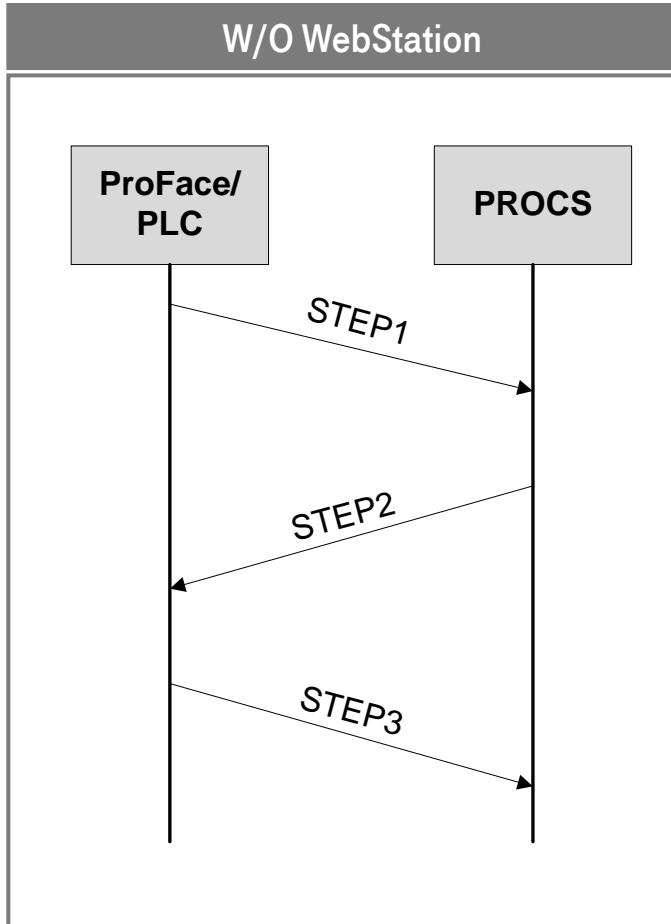 W/O WebStation
ProFace/
PLC
PROCS
STEP1
STEP2
STEP3